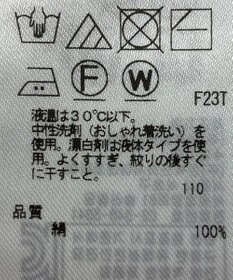 F
W
F23T
液温は30℃以下。
中性洗剤(おしゃれ着洗い)を
使用。漂白剤は液体タイプを使
用。よくすすぎ、絞りの後すぐ
に干すこと。
110
品質
絹 100%